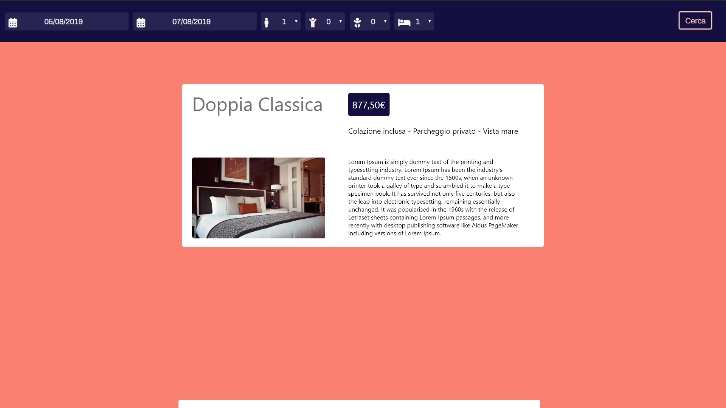 05/08/2019 07/08/2019 1 0 0 1 Cerca
Doppia Classica
877,50€
Colazione inclusa - Parcheggio privato - Vista mare
Lorem Ipsum is simply dummy text of the printing and
typesetting industry. Lorem Ipsum has been the industry's
standard dummy text ever since the 1500s, when an unknown
printer took a galley of type and scrambled it to make a type
specimen book. It has survived not only five centuries, but also
the leap into electronic typesetting, remaining essentially
unchanged. It was popularised in the 1960s with the release of
Letraset sheets containing Lorem Ipsum passages, and more
recently with desktop publishing software like Aldus PageMaker
including versions of Lorem Ipsum.